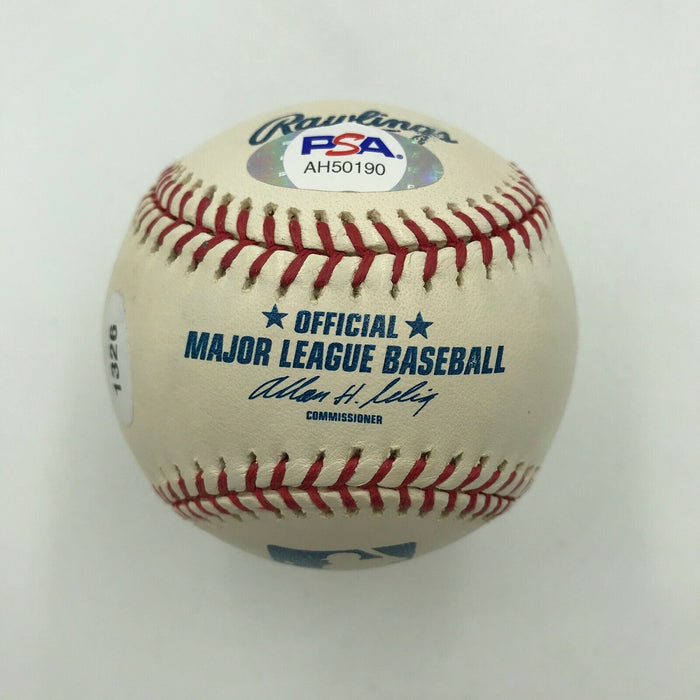 Rawlings
PSA
AH50190
OFFICIAL
MAJOR LEAGUE BASEBALL
Allan H. Selig
COMMISSIONER
1326